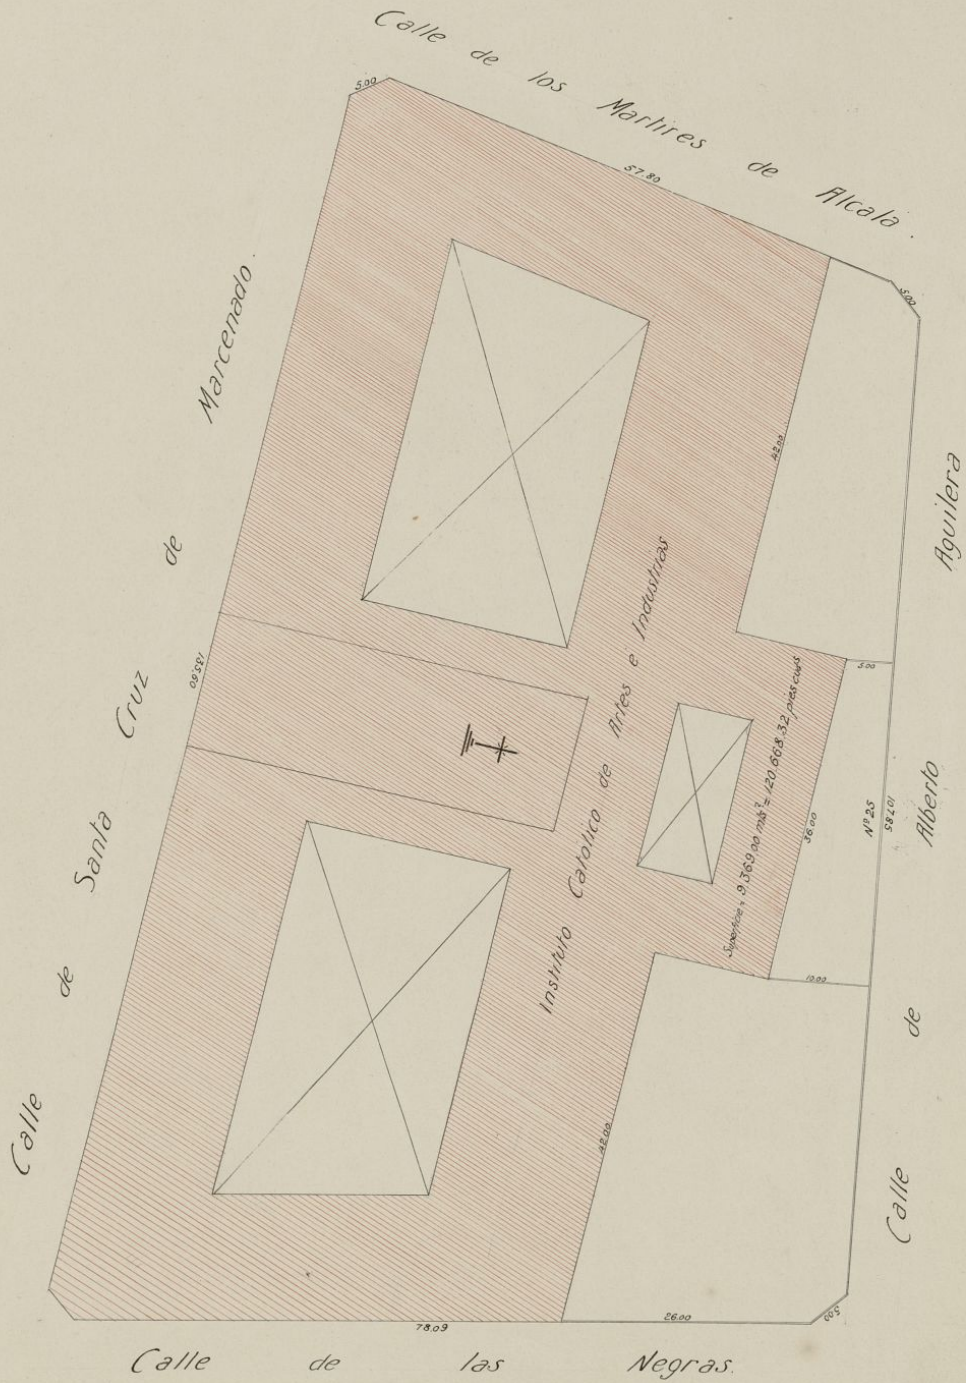 Calle de los Martires de Alcalá.
5.00
57.80
5.00
Calle de Santa Cruz de Marcenado.
135.60
42.00
Instituto Catolico de Artes e Industrias
Superficie = 9.369.00 mts² = 120.668.32 pies cuads
5.00
36.00
Nº 25
107.85
Calle de Alberto Aguilera
10.00
42.00
78.09
26.00
5.00
Calle de las Negras.